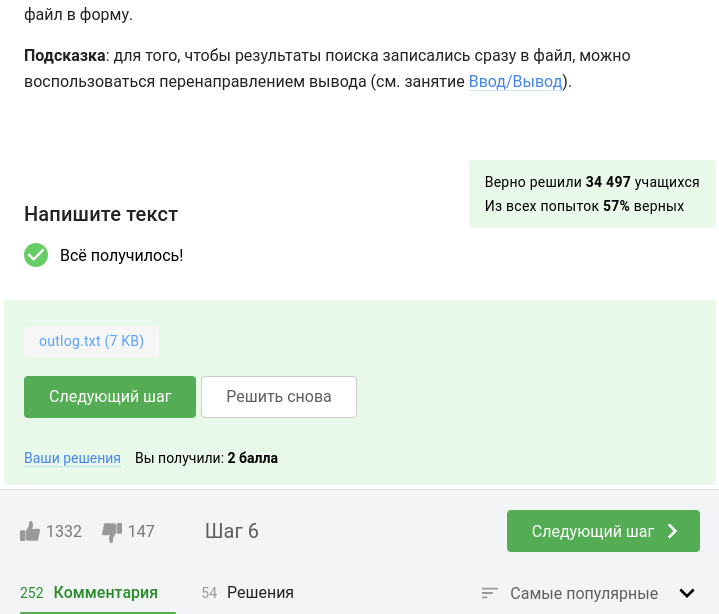 файл в форму.
Подсказка: для того, чтобы результаты поиска записались сразу в файл, можно
воспользоваться перенаправлением вывода (см. занятие Ввод/Вывод).
Верно решили 34 497 учащихся
Из всех попыток 57% верных
Напишите текст
Всё получилось!
outlog.txt (7 KB)
Следующий шаг
Решить снова
Ваши решения Вы получили: 2 балла
1332 147 Шаг 6 Следующий шаг
252 Комментария 54 Решения Самые популярные